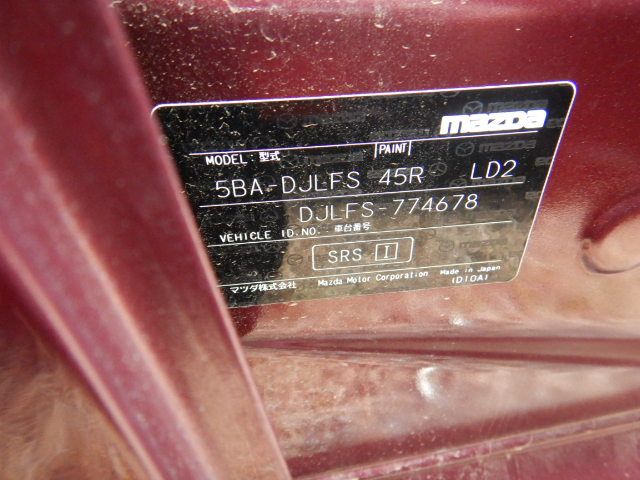 mazda
MODEL: 型式 PAINT
5BA-DJLFS 45R LD2
DJLFS-774678
VEHICLE ID.NO. 車台番号
SRS I
マツダ株式会社 Mazda Motor Corporation Made in Japan
(D10A)